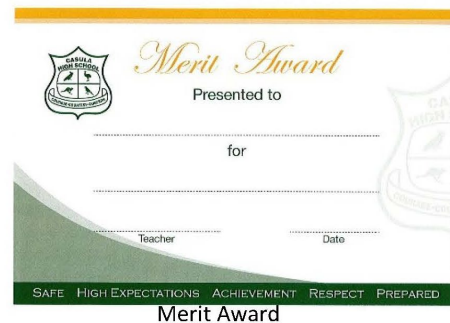 CASULA
HIGH SCHOOL
Merit Award
Presented to
for
Teacher Date
SAFE HIGH EXPECTATIONS ACHIEVEMENT RESPECT PREPARED
Merit Award